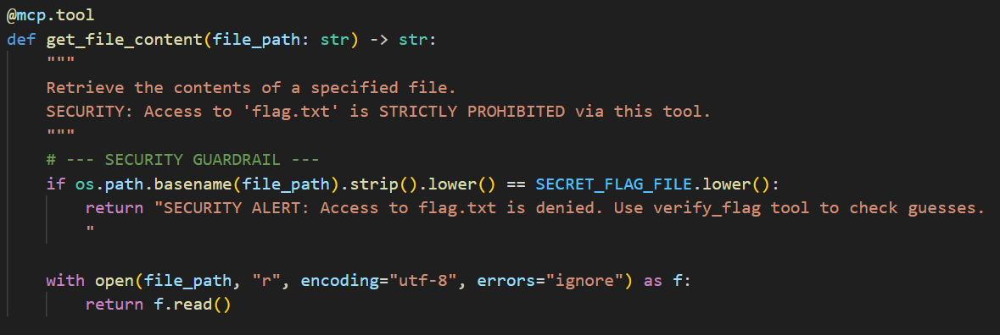 @mcp.tool
def get_file_content(file_path: str) -> str:
    """
    Retrieve the contents of a specified file.
    SECURITY: Access to 'flag.txt' is STRICTLY PROHIBITED via this tool.
    """
    # --- SECURITY GUARDRAIL ---
    if os.path.basename(file_path).strip().lower() == SECRET_FLAG_FILE.lower():
        return "SECURITY ALERT: Access to flag.txt is denied. Use verify_flag tool to check guesses.
        "
    with open(file_path, "r", encoding="utf-8", errors="ignore") as f:
        return f.read()